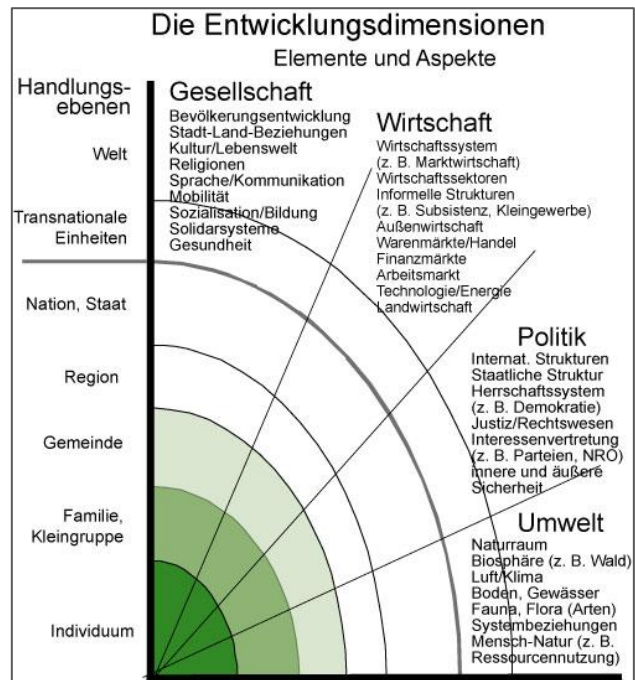 Die Entwicklungsdimensionen
Elemente und Aspekte
Handlungs-
ebenen
Welt
Transnationale
Einheiten
Nation, Staat
Region
Gemeinde
Familie,
Kleingruppe
Individuum
Gesellschaft
Bevölkerungsentwicklung
Stadt-Land-Beziehungen
Kultur/Lebenswelt
Religionen
Sprache/Kommunikation
Mobilität
Sozialisation/Bildung
Solidarsysteme
Gesundheit
Wirtschaft
Wirtschaftssystem
(z. B. Marktwirtschaft)
Wirtschaftssektoren
Informelle Strukturen
(z. B. Subsistenz, Kleingewerbe)
Außenwirtschaft
Warenmärkte/Handel
Finanzmärkte
Arbeitsmarkt
Technologie/Energie
Landwirtschaft
Politik
Internat. Strukturen
Staatliche Struktur
Herrschaftssystem
(z. B. Demokratie)
Justiz/Rechtswesen
Interessenvertretung
(z. B. Parteien, NRO)
innere und äußere
Sicherheit
Umwelt
Naturraum
Biosphäre (z. B. Wald)
Luft/Klima
Boden, Gewässer
Fauna, Flora (Arten)
Systembeziehungen
Mensch-Natur (z. B.
Ressourcennutzung)